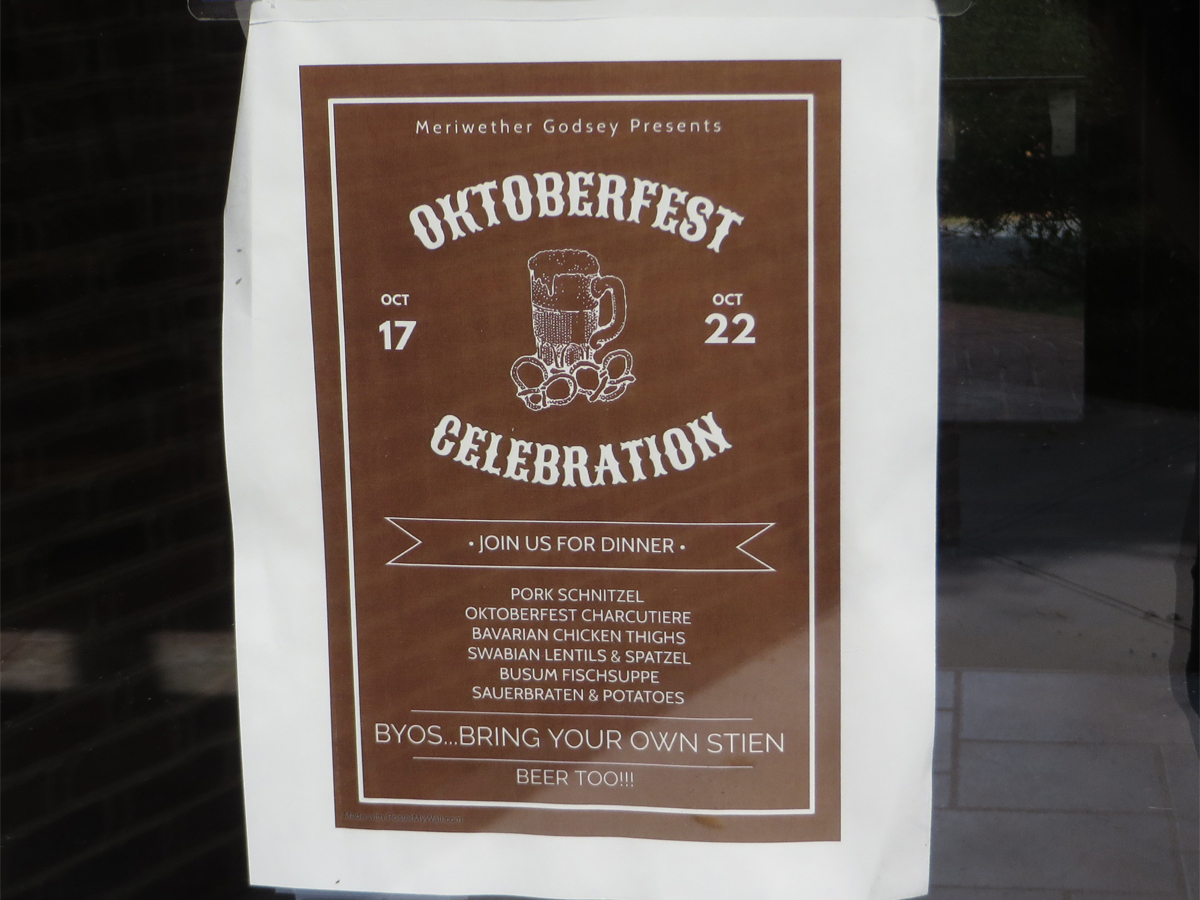 Meriwether Godsey Presents
OKTOBERFEST
OCT
17
OCT
22
CELEBRATION
• JOIN US FOR DINNER •
PORK SCHNITZEL
OKTOBERFEST CHARCUTIERE
BAVARIAN CHICKEN THIGHS
SWABIAN LENTILS & SPATZEL
BUSUM FISCHSUPPE
SAUERBRATEN & POTATOES
BYOS...BRING YOUR OWN STIEN
BEER TOO!!!